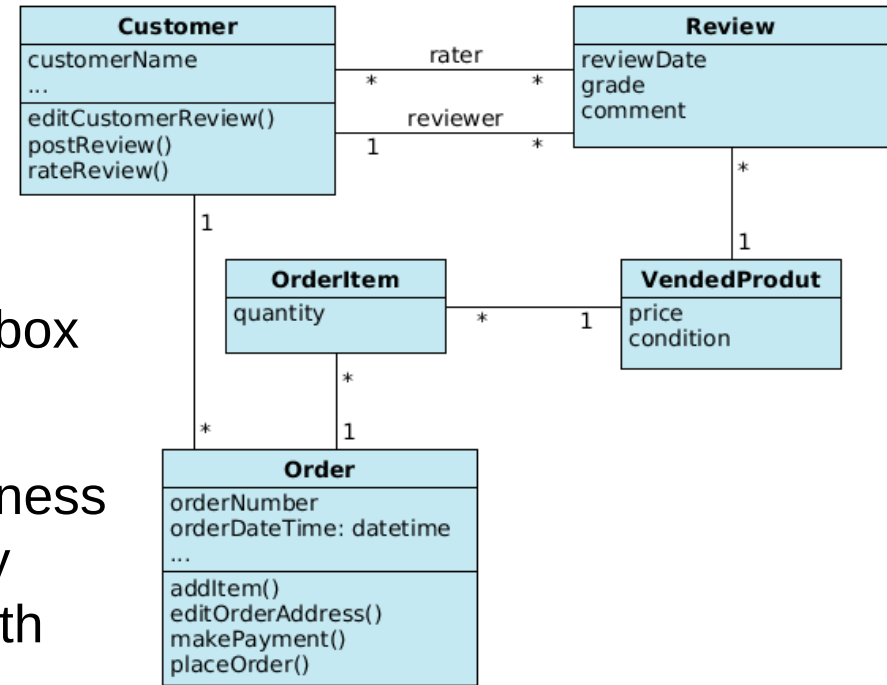 Customer
customerName
...
editCustomerReview()
postReview()
rateReview()
rater
*
*
reviewer
1
*
Review
reviewDate
grade
comment
1
*
*
1
OrderItem
quantity
*
1
VendedProdut
price
condition
*
1
box
ness
y
th
Order
orderNumber
orderDateTime: datetime
...
addItem()
editOrderAddress()
makePayment()
placeOrder()